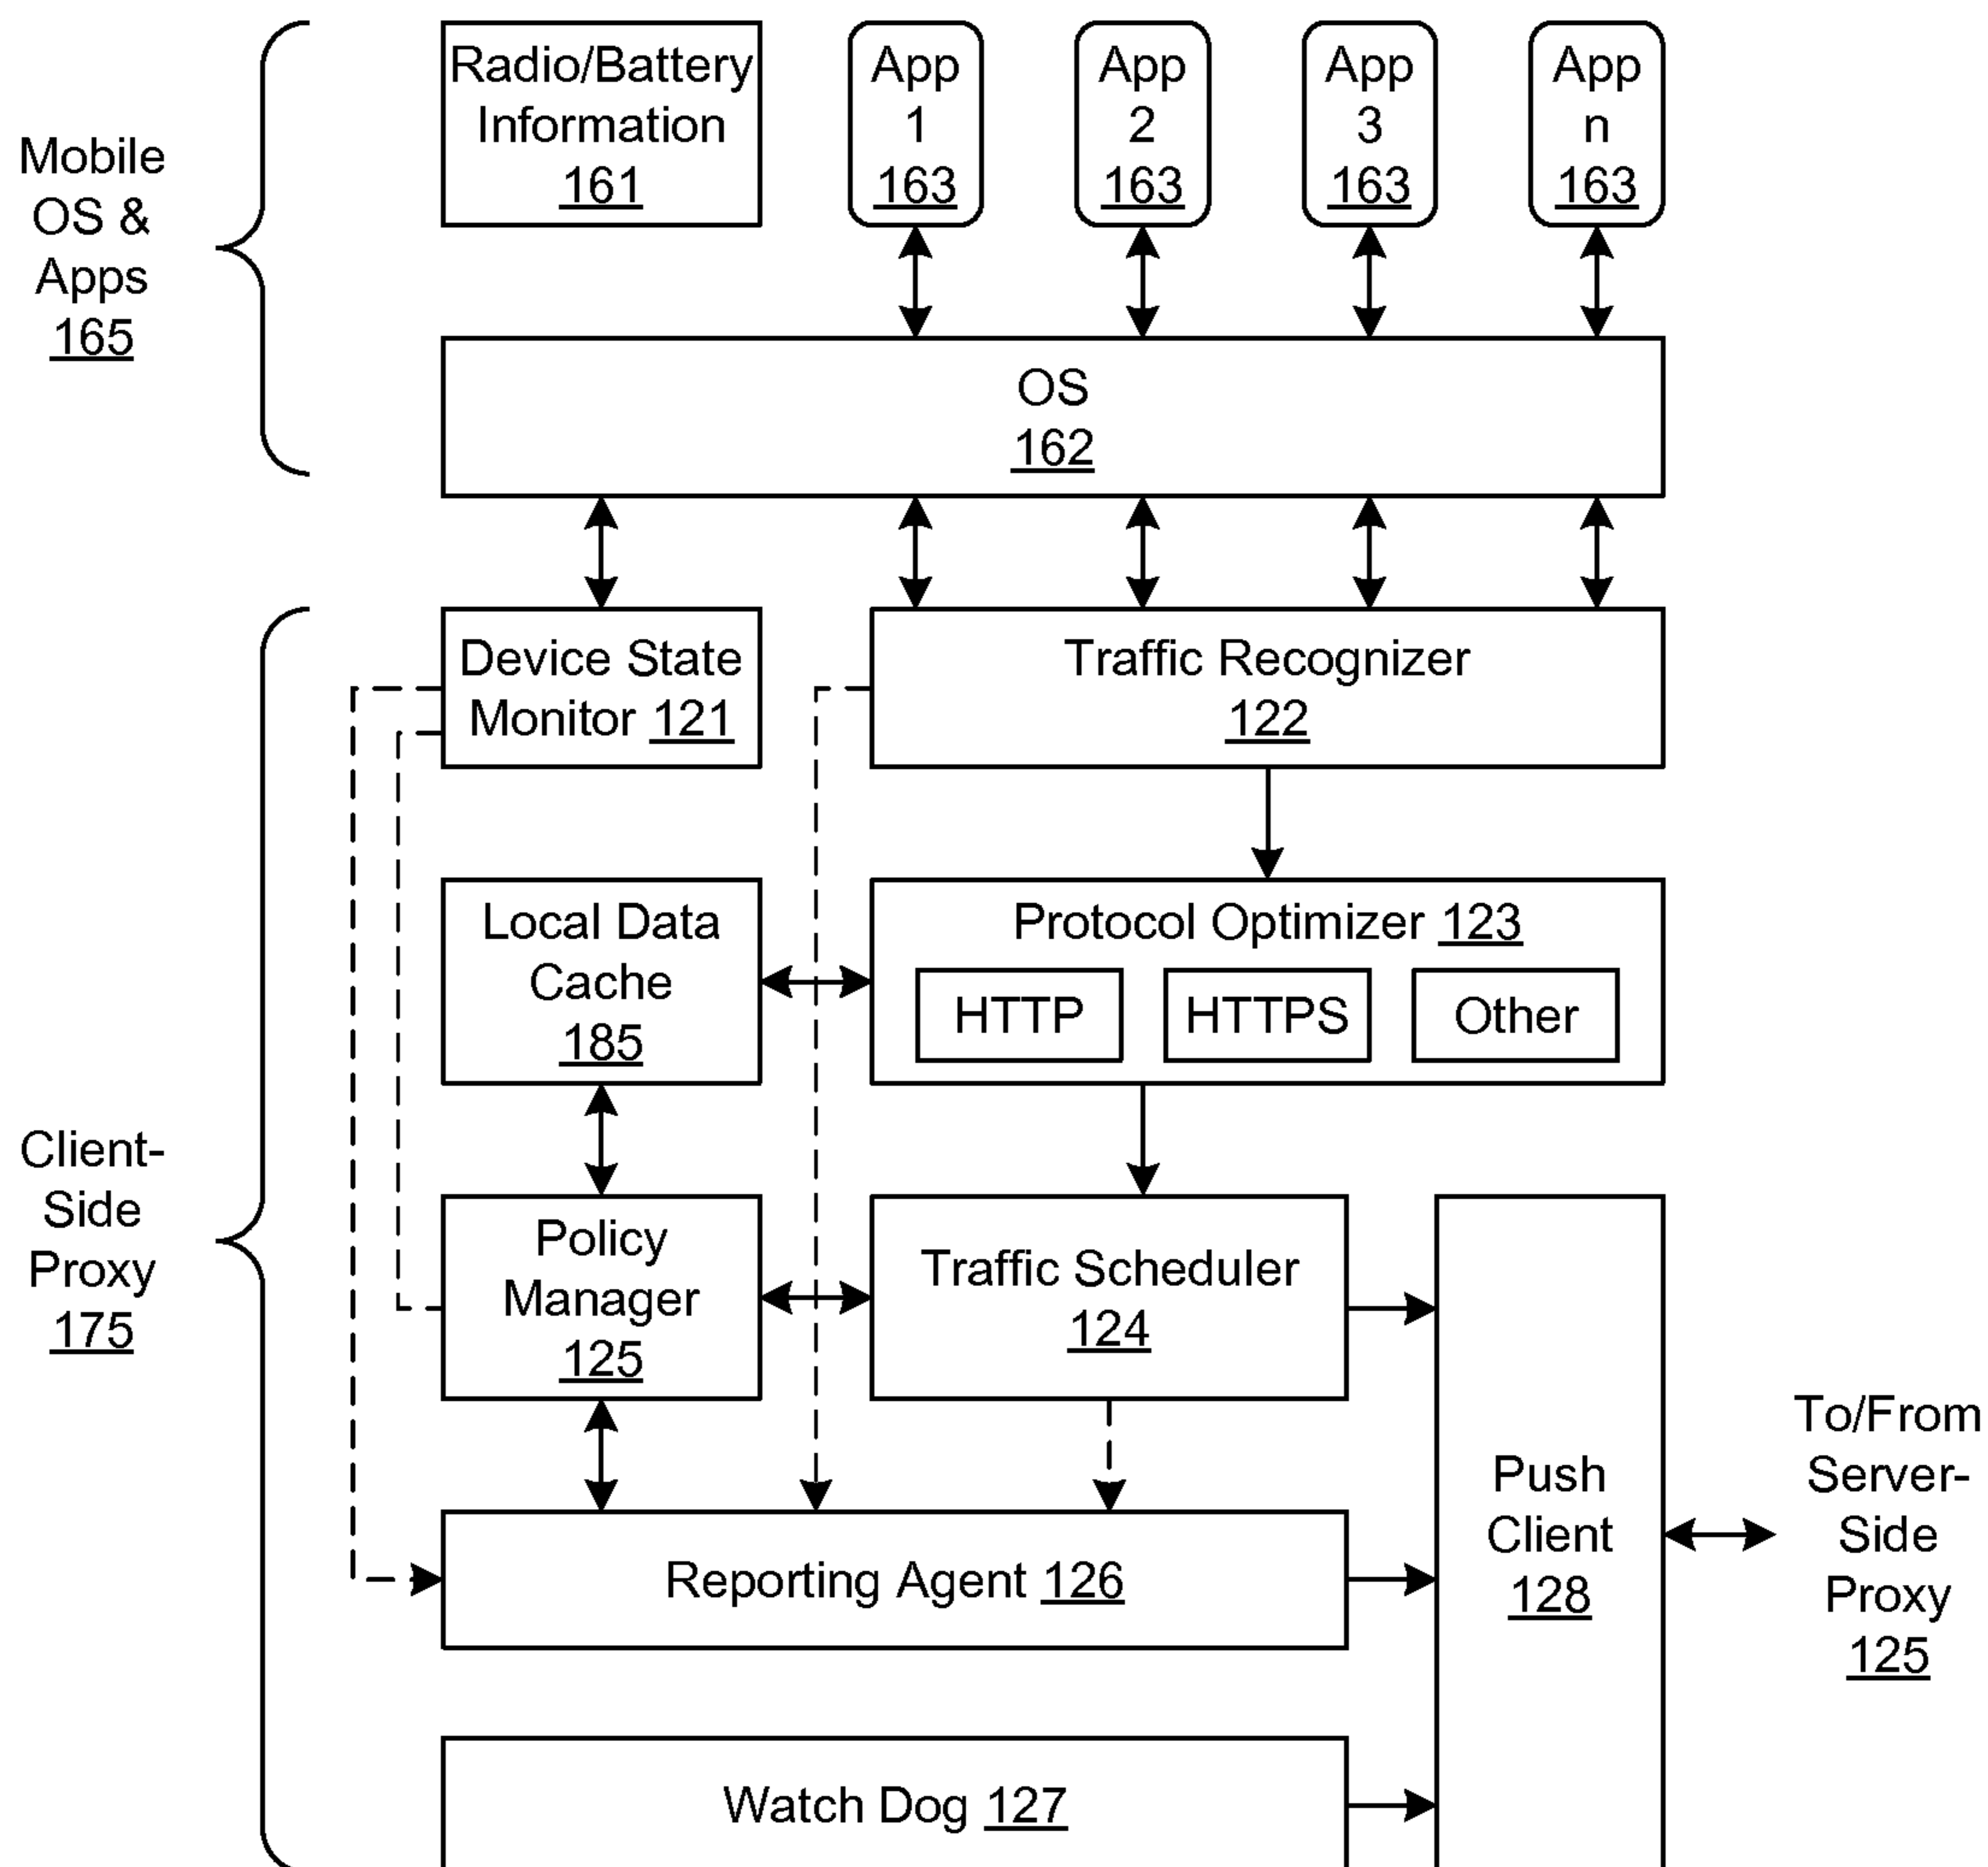 Mobile
OS &
Apps
165
Radio/Battery
Information
161
App
1
163
App
2
163
App
3
163
App
n
163
OS
162
Client-
Side
Proxy
175
Device State
Monitor 121
Traffic Recognizer
122
Local Data
Cache
185
Protocol Optimizer 123
HTTP
HTTPS
Other
Policy
Manager
125
Traffic Scheduler
124
Reporting Agent 126
Watch Dog 127
Push
Client
128
To/From
Server-
Side
Proxy
125